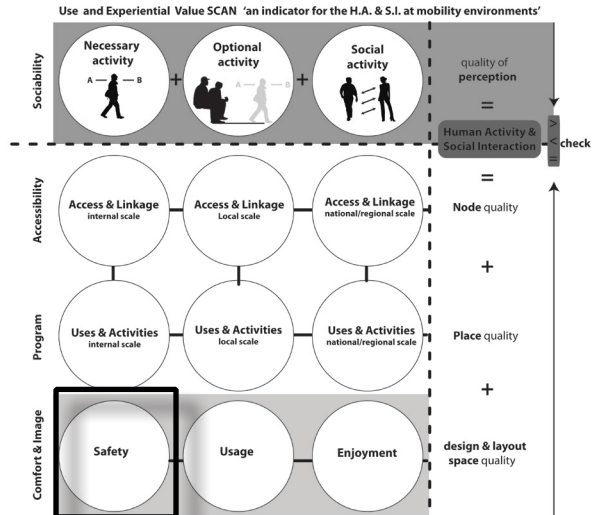 Use and Experiential Value SCAN 'an indicator for the H.A. & S.I. at mobility environments'
Sociability
Necessary
activity
A — — B
+
Optional
activity
A — — B
+
Social
activity
quality of
perception
=
Human Activity &
Social Interaction
> < =
check
=
Accessibility
Access & Linkage
internal scale
Access & Linkage
Local scale
Access & Linkage
national/regional scale
Node quality
+
Program
Uses & Activities
internal scale
Uses & Activities
local scale
Uses & Activities
national/regional scale
Place quality
+
Comfort & Image
Safety
Usage
Enjoyment
design & layout
space quality